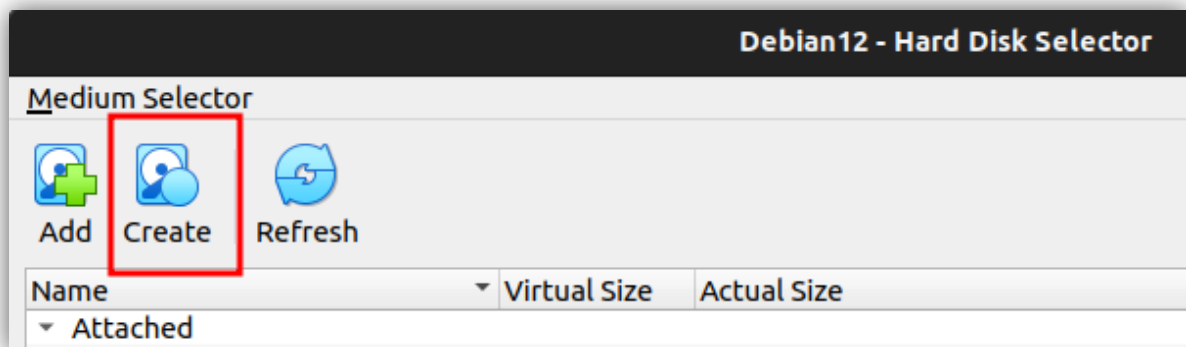 Debian12 - Hard Disk Selector
Medium Selector
Add Create Refresh
Name Virtual Size Actual Size
Attached